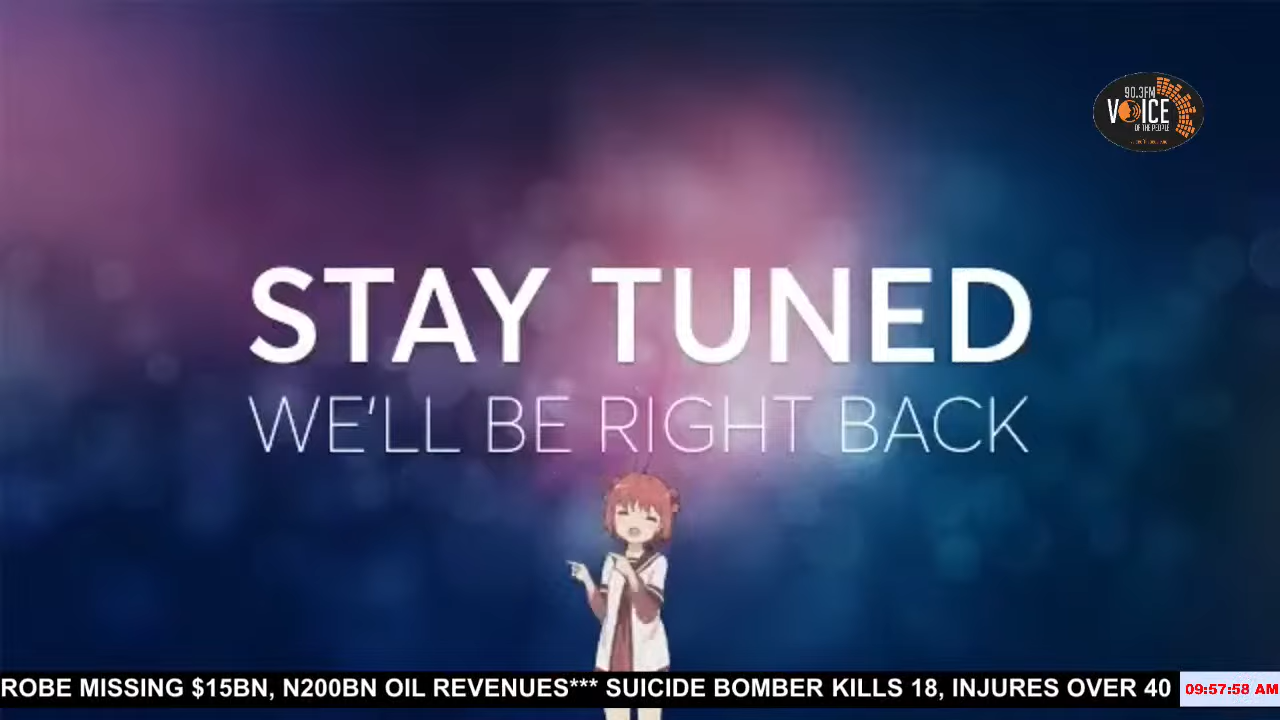 90.3FM
VOICE
OF THE PEOPLE
STAY TUNED
WE'LL BE RIGHT BACK
ROBE MISSING $15BN, N200BN OIL REVENUES*** SUICIDE BOMBER KILLS 18, INJURES OVER 40
09:57:58 AM